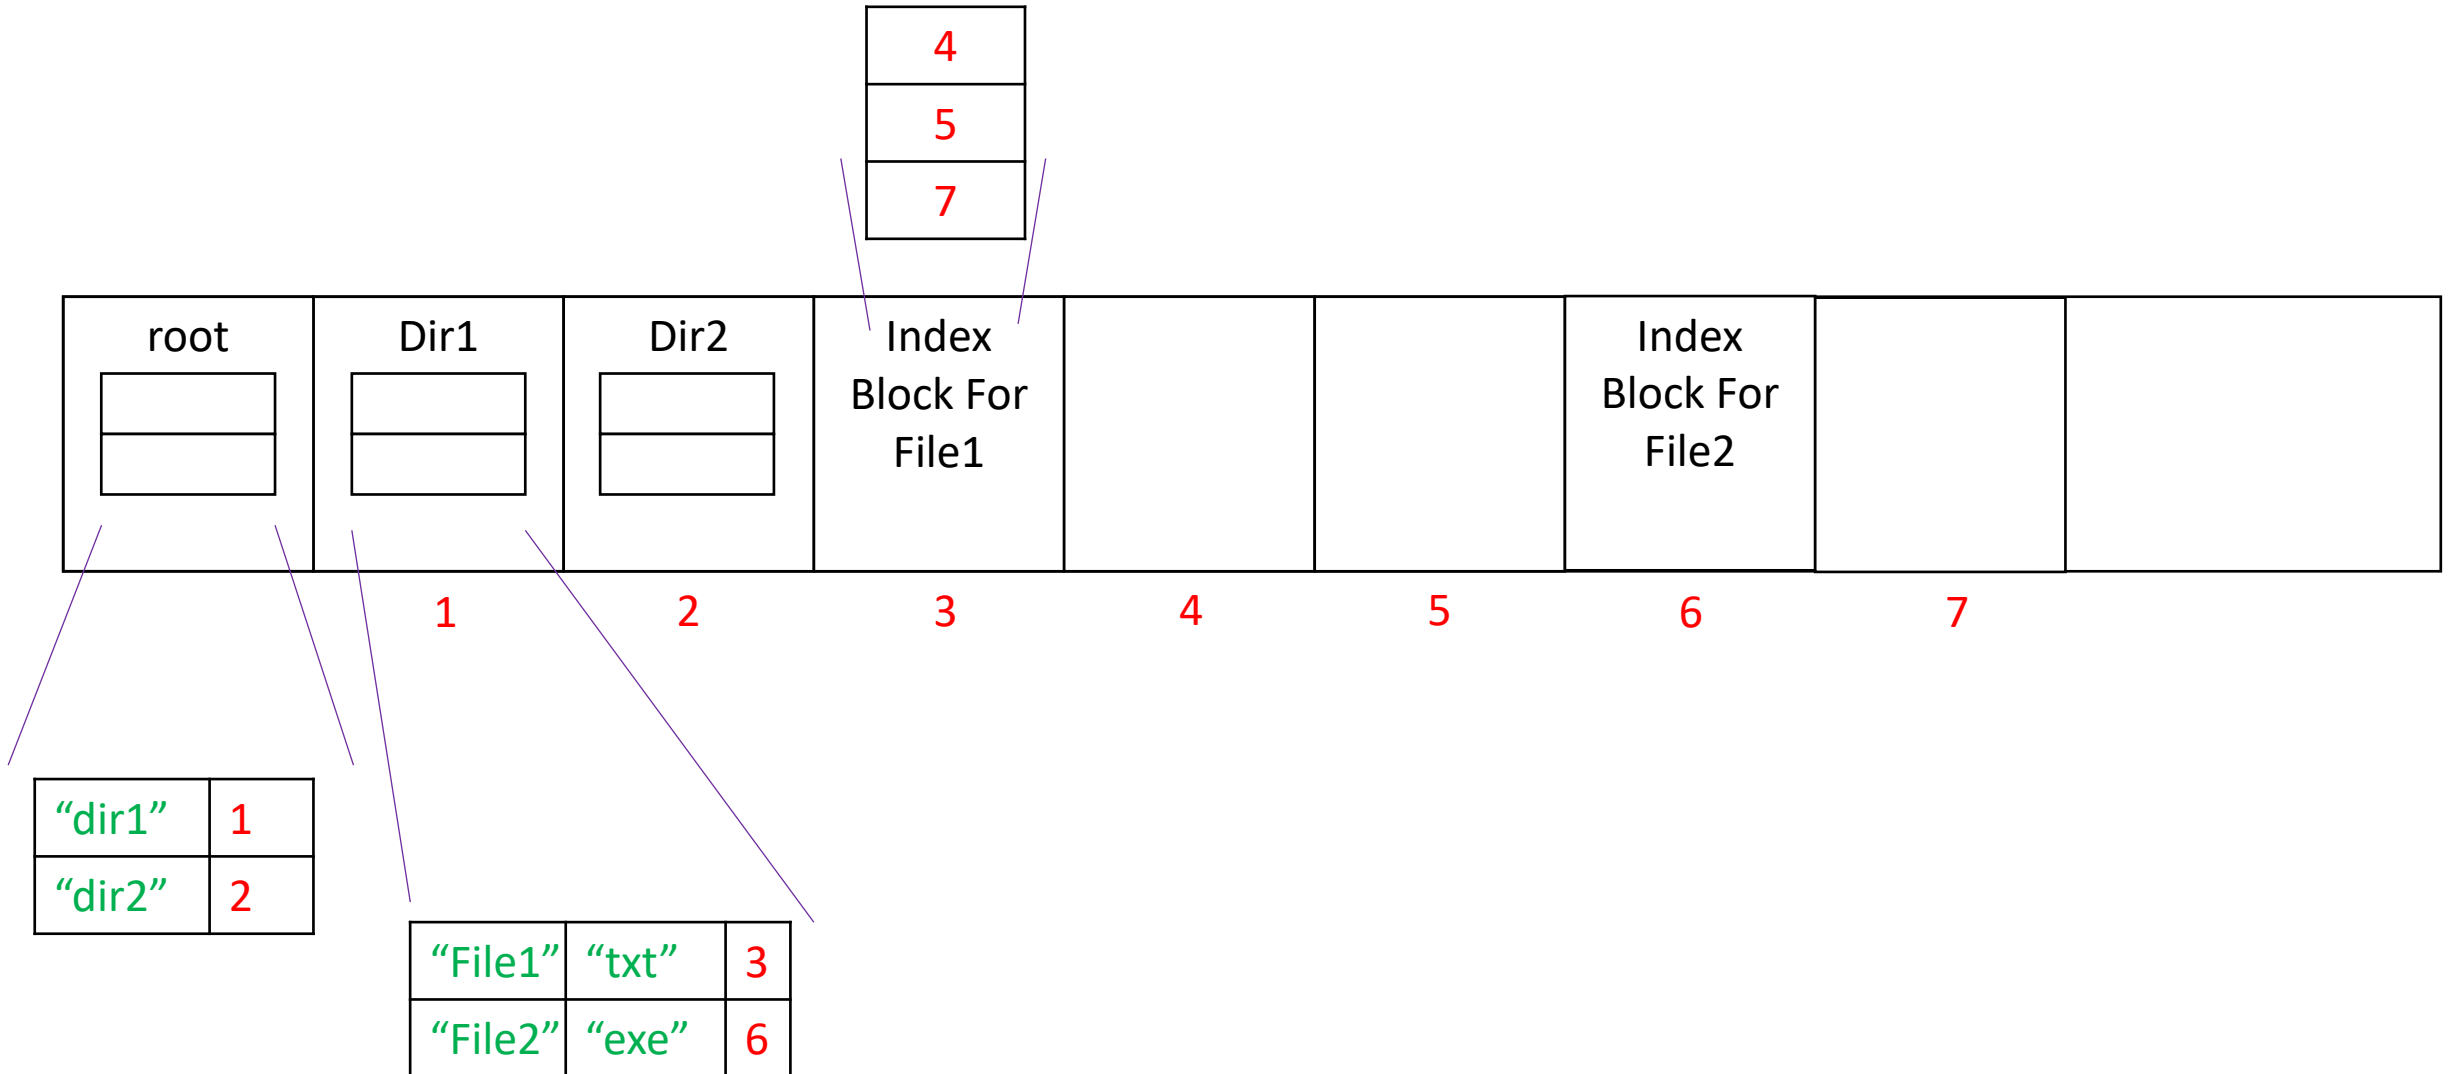 4
5
7
root
Dir1
Dir2
Index
Block For
File1
Index
Block For
File2
1 2 3 4 5 6 7
“dir1” 1
“dir2” 2
“File1” “txt” 3
“File2” “exe” 6